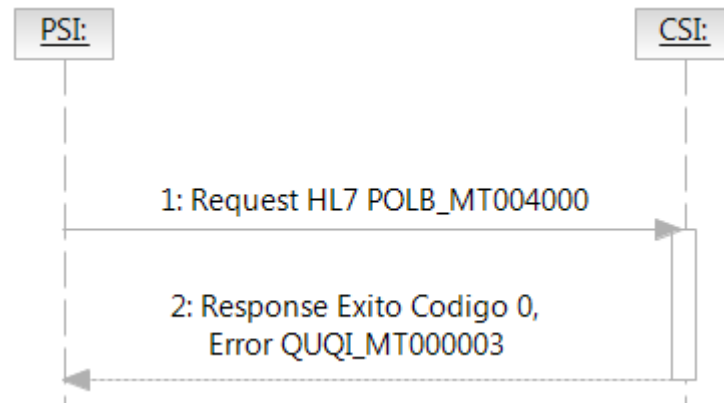 PSI:
CSI:
1: Request HL7 POLB_MT004000
2: Response Exito Codigo 0,
Error QUQI_MT000003